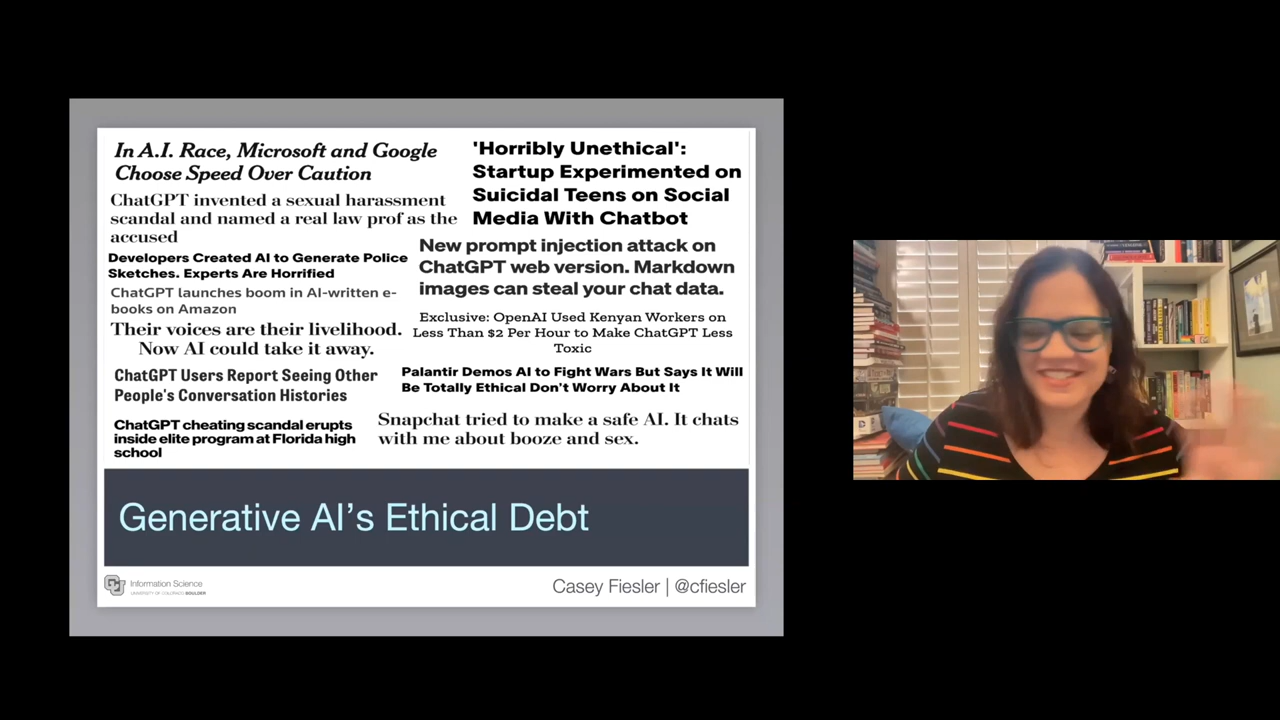 In A.I. Race, Microsoft and Google
Choose Speed Over Caution
ChatGPT invented a sexual harassment
scandal and named a real law prof as the
accused
Developers Created AI to Generate Police
Sketches. Experts Are Horrified
ChatGPT launches boom in AI-written e-
books on Amazon
Their voices are their livelihood.
Now AI could take it away.
ChatGPT Users Report Seeing Other
People's Conversation Histories
ChatGPT cheating scandal erupts
inside elite program at Florida high
school
'Horribly Unethical':
Startup Experimented on
Suicidal Teens on Social
Media With Chatbot
New prompt injection attack on
ChatGPT web version. Markdown
images can steal your chat data.
Exclusive: OpenAI Used Kenyan Workers on
Less Than $2 Per Hour to Make ChatGPT Less
Toxic
Palantir Demos AI to Fight Wars But Says It Will
Be Totally Ethical Don't Worry About It
Snapchat tried to make a safe AI. It chats
with me about booze and sex.
Generative AI's Ethical Debt
Information Science
UNIVERSITY OF COLORADO BOULDER
Casey Fiesler | @cfiesler